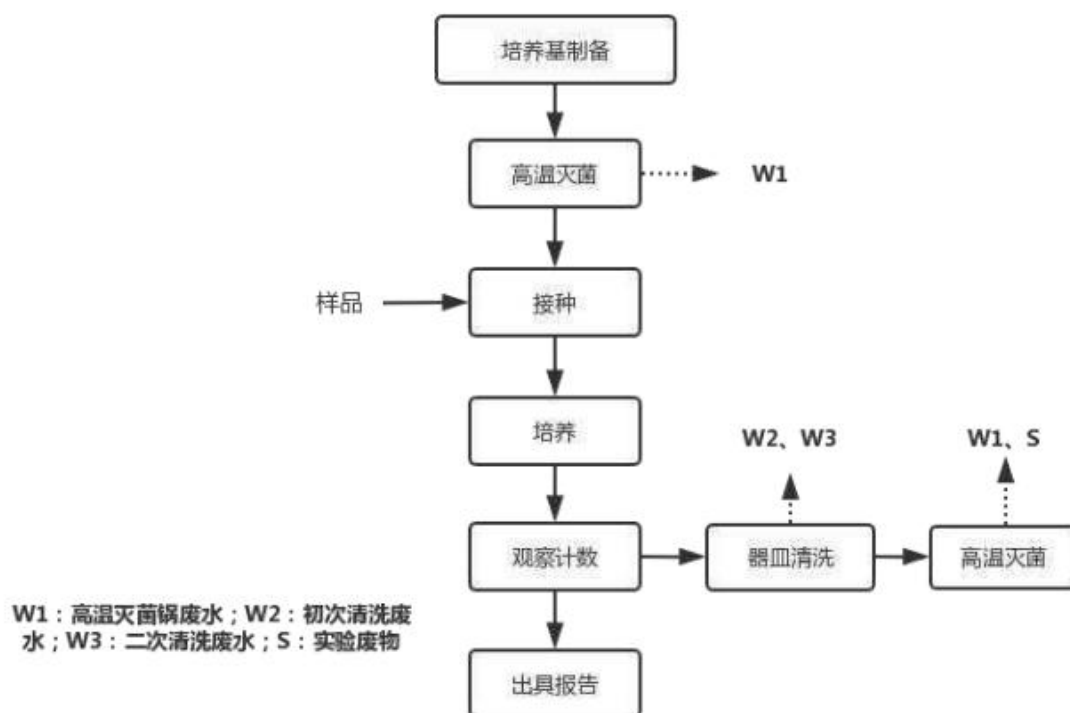 培养基制备
高温灭菌
W1
样品
接种
培养
W2、W3
W1、S
观察计数
器皿清洗
高温灭菌
W1：高温灭菌锅废水；W2：初次清洗废
水；W3：二次清洗废水；S：实验废物
出具报告